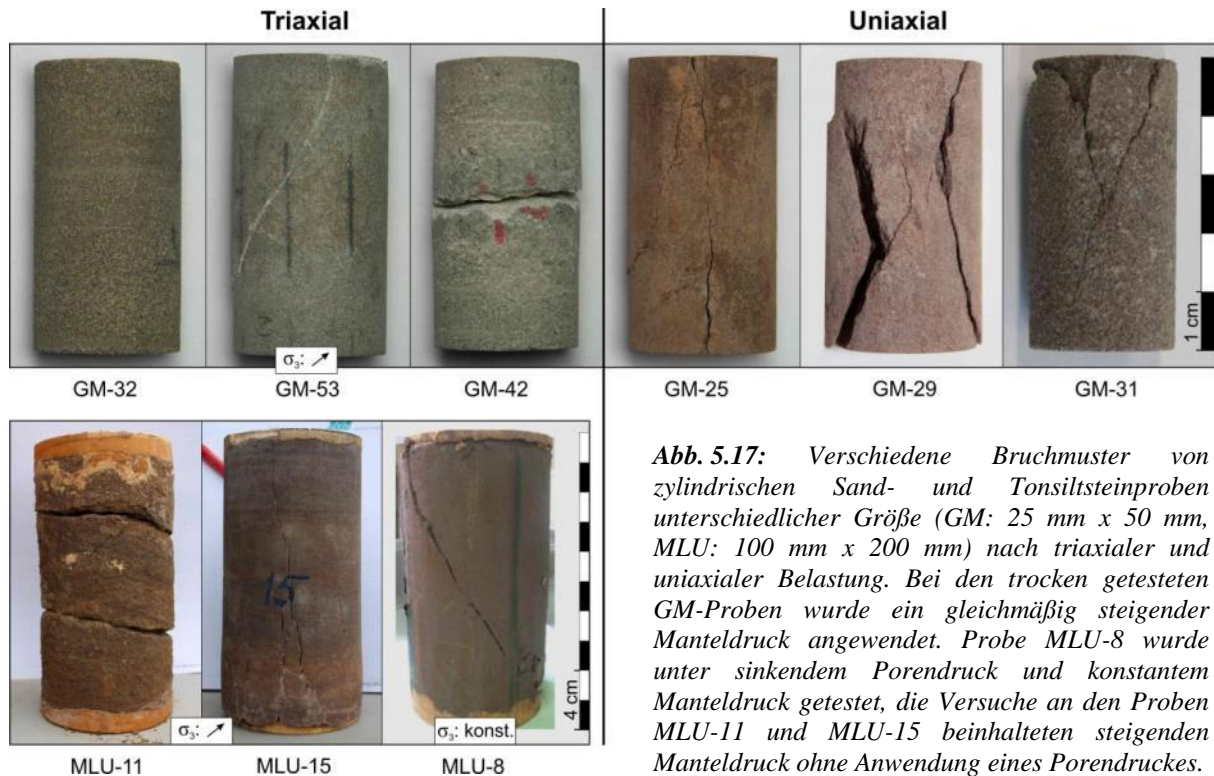 Triaxial
Uniaxial
σ₃: ↗
GM-32
GM-53
GM-42
GM-25
GM-29
GM-31
1 cm
15
σ₃: ↗
σ₃: konst.
4 cm
MLU-11
MLU-15
MLU-8
Abb. 5.17: Verschiedene Bruchmuster von
zylindrischen Sand- und Tonsiltsteinproben
unterschiedlicher Größe (GM: 25 mm x 50 mm,
MLU: 100 mm x 200 mm) nach triaxialer und
uniaxialer Belastung. Bei den trocken getesteten
GM-Proben wurde ein gleichmäßig steigender
Manteldruck angewendet. Probe MLU-8 wurde
unter sinkendem Porendruck und konstantem
Manteldruck getestet, die Versuche an den Proben
MLU-11 und MLU-15 beinhalteten steigenden
Manteldruck ohne Anwendung eines Porendruckes.